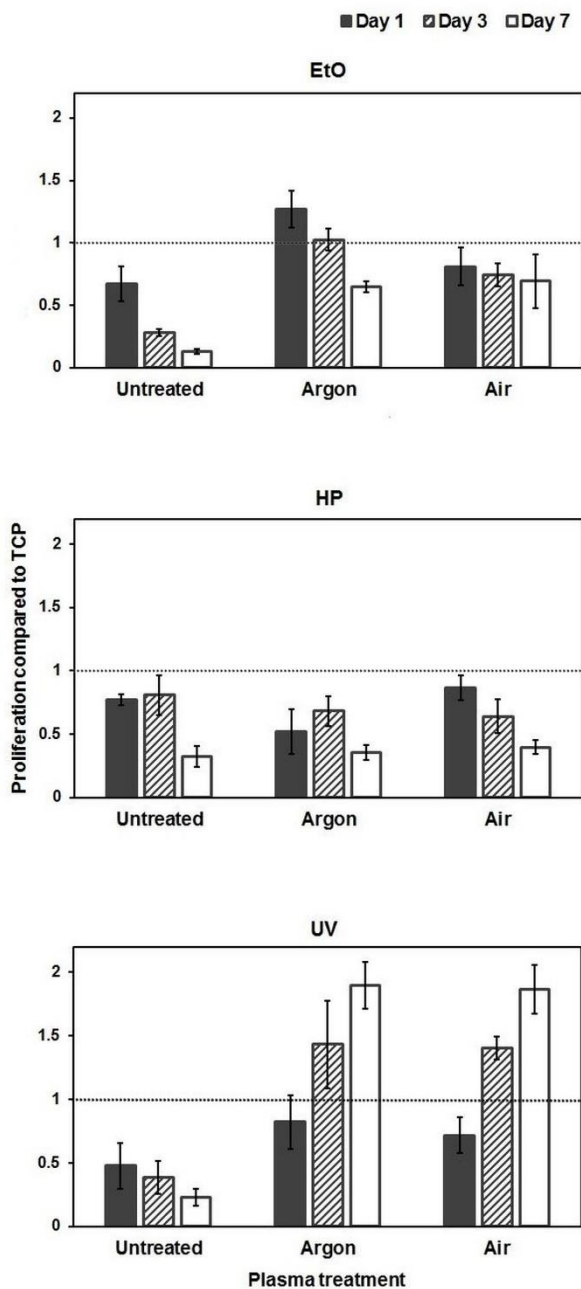 Day 1 Day 3 Day 7
EtO
2
1.5
1
0.5
0
Untreated Argon Air
HP
Proliferation compared to TCP
2
1.5
1
0.5
0
Untreated Argon Air
UV
2
1.5
1
0.5
0
Untreated Argon Air
Plasma treatment